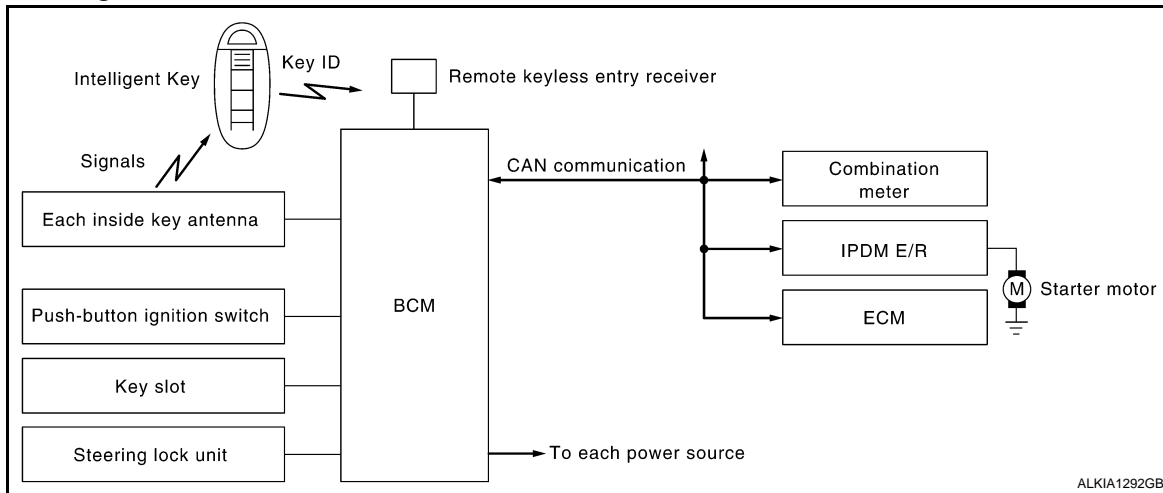 Intelligent Key
Key ID
Remote keyless entry receiver
Signals
Each inside key antenna
Push-button ignition switch
Key slot
Steering lock unit
BCM
CAN communication
Combination
meter
IPDM E/R
M
Starter motor
ECM
To each power source
ALKIA1292GB